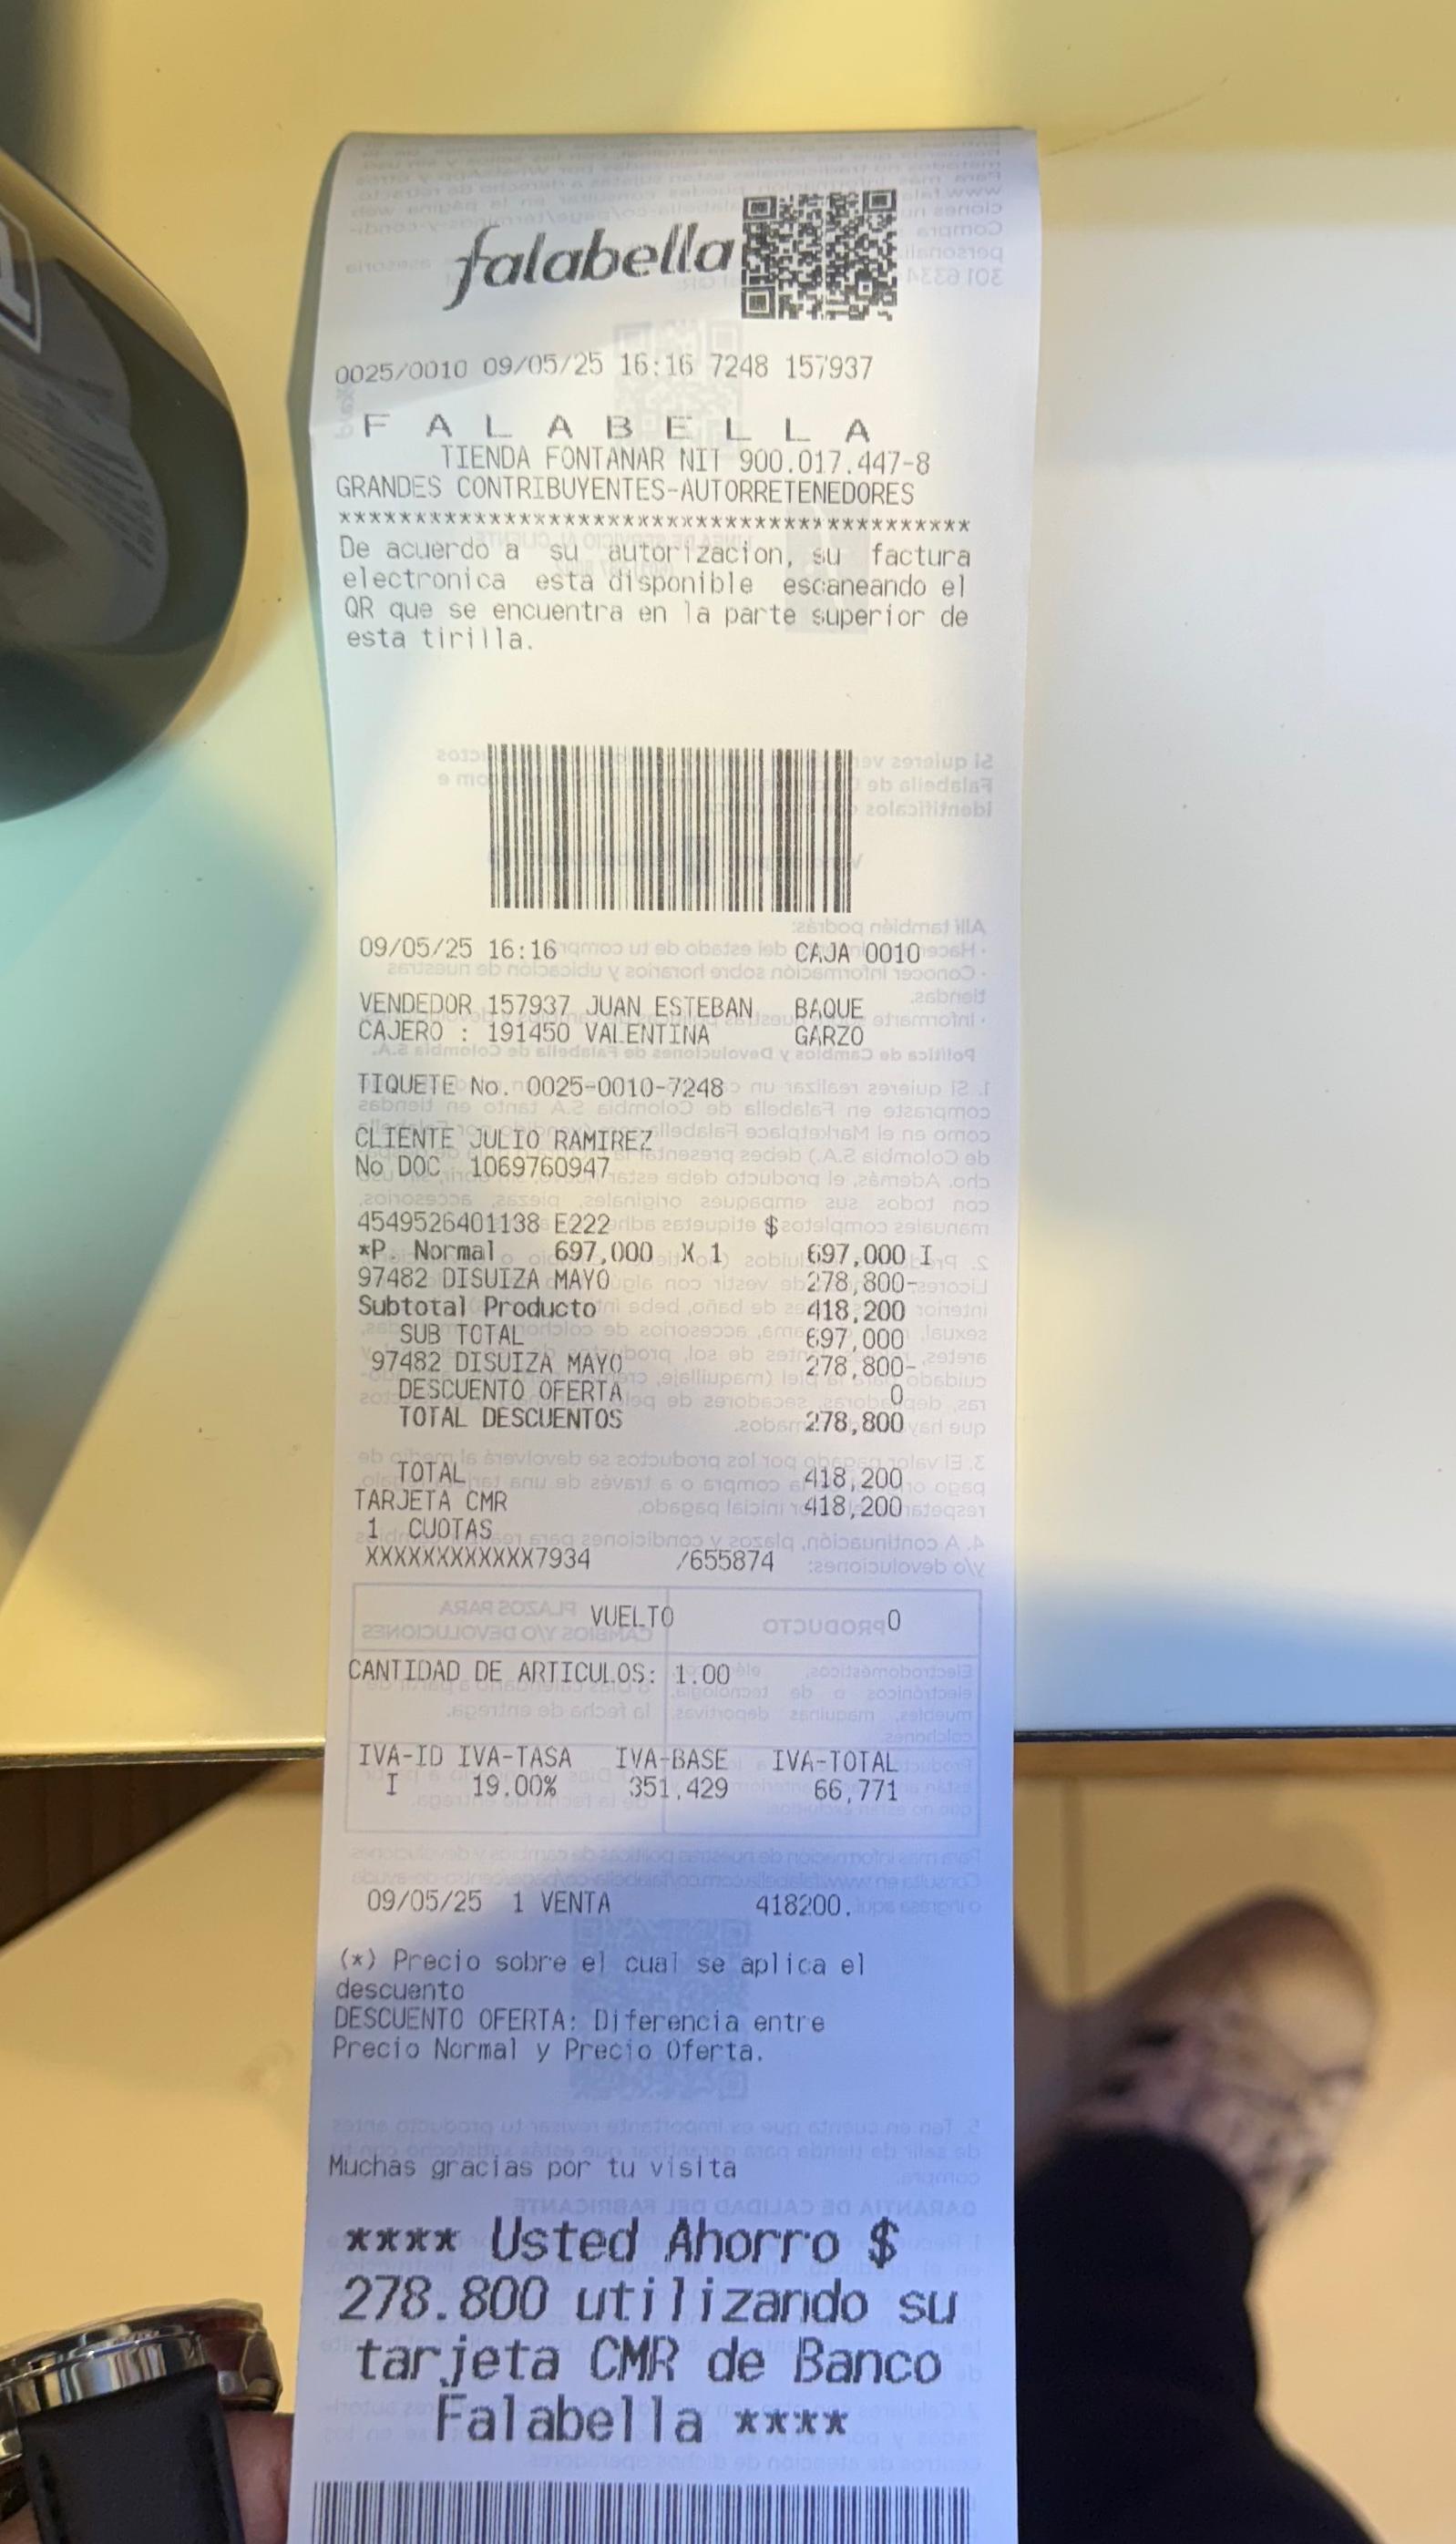 falabella
0025/0010 09/05/25 16:16 7248 157937
F A L A B E L L A
TIENDA FONTANAR NIT 900.017.447-8
GRANDES CONTRIBUYENTES-AUTORRETENEDORES
*******************************************
De acuerdo a su autorizacion, su factura
electronica esta disponible escaneando el
QR que se encuentra en la parte superior de
esta tirilla.
09/05/25 16:16 CAJA 0010
VENDEDOR 157937 JUAN ESTEBAN BAQUE
CAJERO : 191450 VALENTINA GARZO
TIQUETE No. 0025-0010-7248
CLIENTE JULIO RAMIREZ
No DOC. 1069760947
4549526401138 E222 $
*P. Normal 697,000 X 1 697,000 I
97482 DISUIZA MAYO 278,800-
Subtotal Producto 418,200
SUB TOTAL 697,000
97482 DISUIZA MAYO 278,800-
DESCUENTO OFERTA 0
TOTAL DESCUENTOS 278,800
TOTAL 418,200
TARJETA CMR 418,200
1 CUOTAS
XXXXXXXXXXXX7934 /655874
VUELTO 0
CANTIDAD DE ARTICULOS: 1.00
IVA-ID IVA-TASA IVA-BASE IVA-TOTAL
I 19.00% 351,429 66,771
09/05/25 1 VENTA 418200.
(*) Precio sobre el cual se aplica el
descuento
DESCUENTO OFERTA: Diferencia entre
Precio Normal y Precio Oferta.
Muchas gracias por tu visita
**** Usted Ahorro $
278.800 utilizando su
tarjeta CMR de Banco
Falabella ****